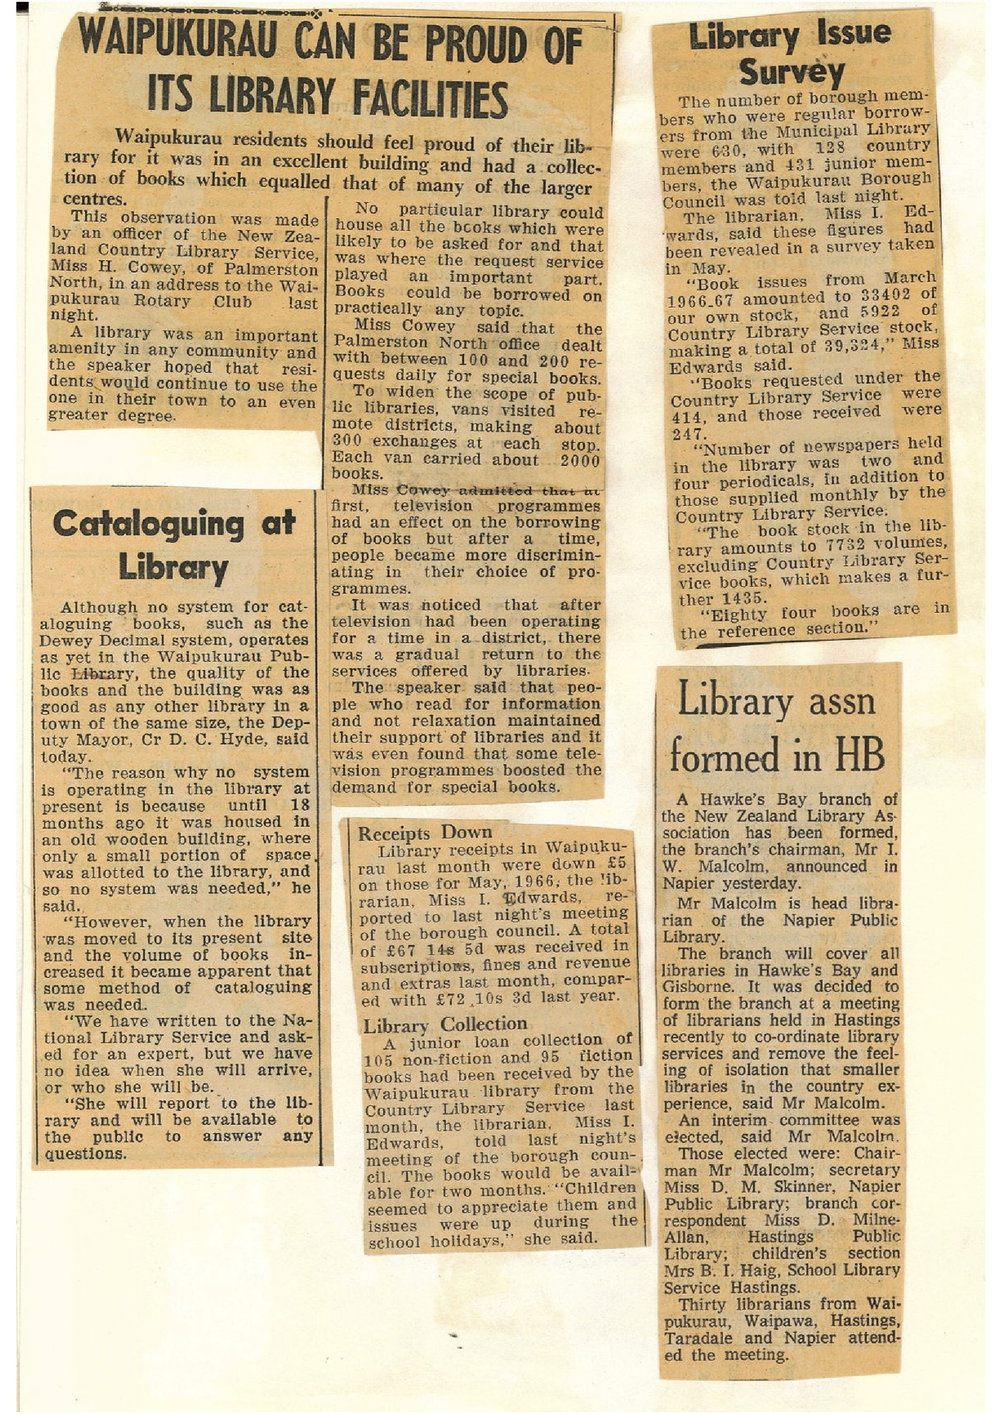 WAIPUKURAU CAN BE PROUD OF
ITS LIBRARY FACILITIES
Waipukurau residents should feel proud of their lib-
rary for it was in an excellent building and had a collec-
tion of books which equalled that of many of the larger
centres.
This observation was made
by an officer of the New Zea-
land Country Library Service,
Miss H. Cowey, of Palmerston
North, in an address to the Wai-
pukurau Rotary Club last
night.
A library was an important
amenity in any community and
the speaker hoped that resi-
dents would continue to use the
one in their town to an even
greater degree.
No particular library could
house all the books which were
likely to be asked for and that
was where the request service
played an important part.
Books could be borrowed on
practically any topic.
Miss Cowey said that the
Palmerston North office dealt
with between 100 and 200 re-
quests daily for special books.
To widen the scope of pub-
lic libraries, vans visited re-
mote districts, making about
300 exchanges at each stop.
Each van carried about 2000
books.
Miss Cowey admitted that at
first, television programmes
had an effect on the borrowing
of books but after a time,
people became more discrimin-
ating in their choice of pro-
grammes.
It was noticed that after
television had been operating
for a time in a district, there
was a gradual return to the
services offered by libraries.
The speaker said that peo-
ple who read for information
and not relaxation maintained
their support of libraries and it
was even found that some tele-
vision programmes boosted the
demand for special books.
Cataloguing at
Library
Although no system for cat-
aloguing books, such as the
Dewey Decimal system, operates
as yet in the Waipukurau Pub-
lic Library, the quality of the
books and the building was as
good as any other library in a
town of the same size, the Dep-
uty Mayor, Cr D. C. Hyde, said
today.
"The reason why no system
is operating in the library at
present is because until 18
months ago it was housed in
an old wooden building, where
only a small portion of space
was allotted to the library, and
so no system was needed," he
said.
"However, when the library
was moved to its present site
and the volume of books in-
creased it became apparent that
some method of cataloguing
was needed.
"We have written to the Na-
tional Library Service and ask-
ed for an expert, but we have
no idea when she will arrive,
or who she will be.
"She will report to the lib-
rary and will be available to
the public to answer any
questions.
Receipts Down
Library receipts in Waipuku-
rau last month were down £5
on those for May, 1966, the lib-
rarian, Miss I. Edwards, re-
ported to last night's meeting
of the borough council. A total
of £67 14s 5d was received in
subscriptions, fines and revenue
and extras last month, compar-
ed with £72 10s 3d last year.
Library Collection
A junior loan collection of
105 non-fiction and 95 fiction
books had been received by the
Waipukurau library from the
Country Library Service last
month, the librarian, Miss I.
Edwards, told last night's
meeting of the borough coun-
cil. The books would be avail-
able for two months. "Children
seemed to appreciate them and
issues were up during the
school holidays," she said.
Library Issue
Survey
The number of borough mem-
bers who were regular borrow-
ers from the Municipal Library
were 630, with 128 country
members and 431 junior mem-
bers, the Waipukurau Borough
Council was told last night.
The librarian, Miss I. Ed-
wards, said these figures had
been revealed in a survey taken
in May.
"Book issues from March
1966-67 amounted to 33402 of
our own stock, and 5922 of
Country Library Service stock,
making a total of 39,324," Miss
Edwards said.
"Books requested under the
Country Library Service were
414, and those received were
247.
"Number of newspapers held
in the library was two and
four periodicals, in addition to
those supplied monthly by the
Country Library Service.
"The book stock in the lib-
rary amounts to 7732 volumes,
excluding Country Library Ser-
vice books, which makes a fur-
ther 1435.
"Eighty four books are in
the reference section."
Library assn
formed in HB
A Hawke's Bay branch of
the New Zealand Library As-
sociation has been formed,
the branch's chairman, Mr I.
W. Malcolm, announced in
Napier yesterday.
Mr Malcolm is head libra-
rian of the Napier Public
Library.
The branch will cover all
libraries in Hawke's Bay and
Gisborne. It was decided to
form the branch at a meeting
of librarians held in Hastings
recently to co-ordinate library
services and remove the feel-
ing of isolation that smaller
libraries in the country ex-
perience, said Mr Malcolm.
An interim committee was
elected, said Mr Malcolm.
Those elected were: Chair-
man Mr Malcolm; secretary
Miss D. M. Skinner, Napier
Public Library; branch cor-
respondent Miss D. Milne-
Allan, Hastings Public
Library; children's section
Mrs B. I. Haig, School Library
Service Hastings.
Thirty librarians from Wai-
pukurau, Waipawa, Hastings,
Taradale and Napier attend-
ed the meeting.